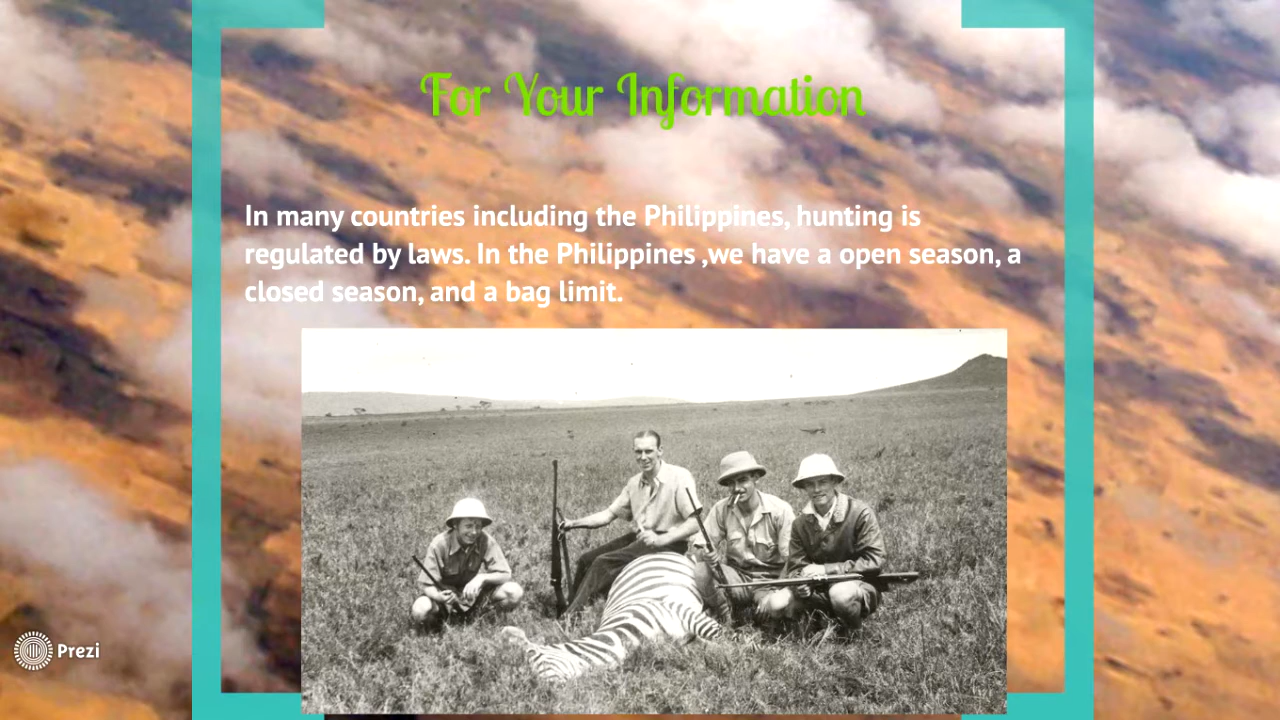 For Your Information
In many countries including the Philippines, hunting is
regulated by laws. In the Philippines ,we have a open season, a
closed season, and a bag limit.
Prezi